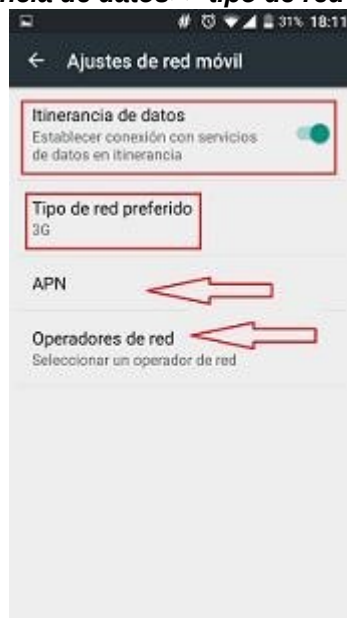 ncia de datos tipo de red
# 31% 18:11
Ajustes de red móvil
Itinerancia de datos
Establecer conexión con servicios
de datos en itinerancia
Tipo de red preferido
3G
APN
Operadores de red
Seleccionar un operador de red